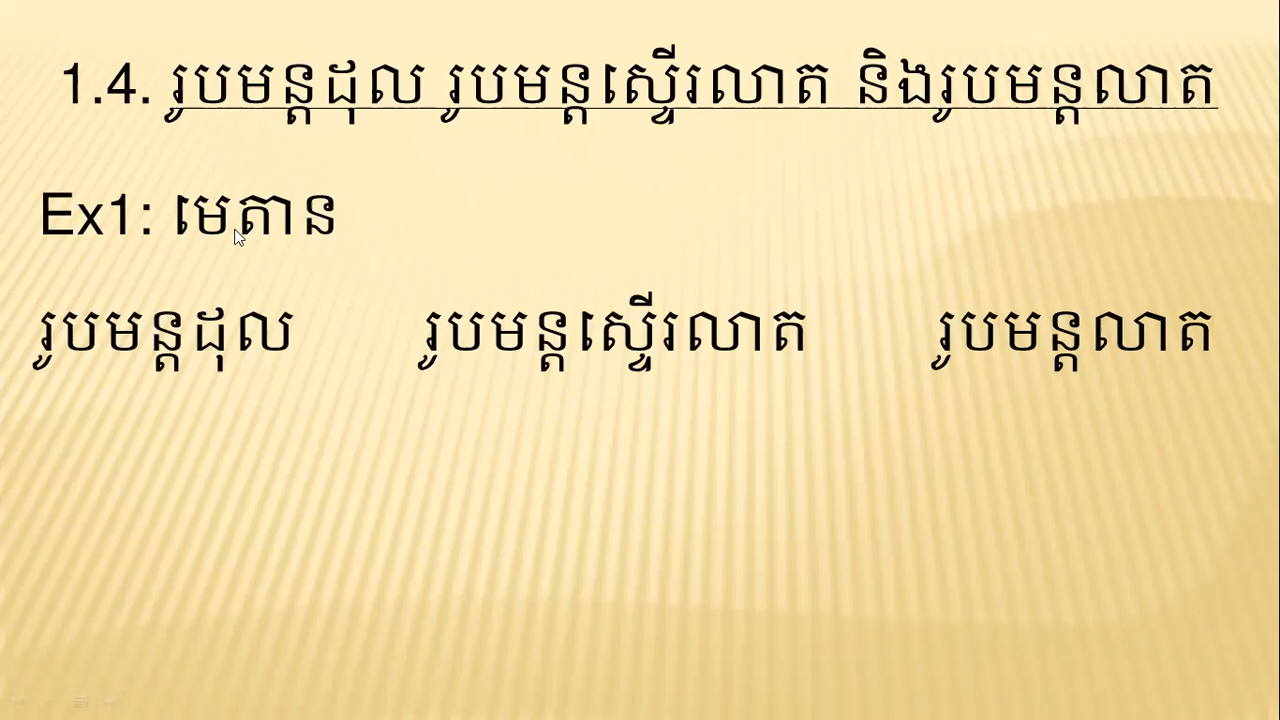 1.4. រូបមន្តដុល រូបមន្តស្ទើរលាត និងរូបមន្តលាត
Ex1: មេតាន
រូបមន្តដុល រូបមន្តស្ទើរលាត រូបមន្តលាត